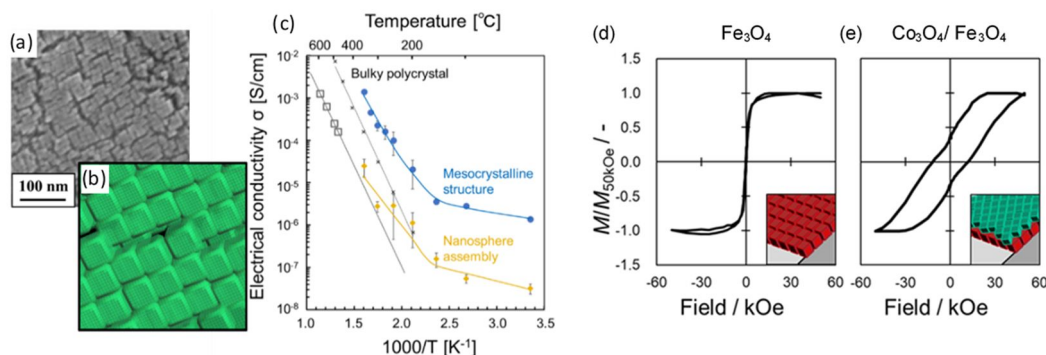 (a)
100 nm
(b)
(c)
Temperature [℃]
600
400
200
Bulky polycrystal
Mesocrystalline
structure
Nanosphere
assembly
Electrical conductivity σ [S/cm]
10⁻²
10⁻³
10⁻⁴
10⁻⁵
10⁻⁶
10⁻⁷
10⁻⁸
1.0 1.5 2.0 2.5 3.0 3.5
1000/T [K⁻¹]
(d) Fe₃O₄
M/M₅₀ₖₒₑ / -
1.5
1.0
0.5
0.0
-0.5
-1.0
-1.5
-60 -30 0 30 60
Field / kOe
(e) Co₃O₄/ Fe₃O₄
-60 -30 0 30 60
Field / kOe